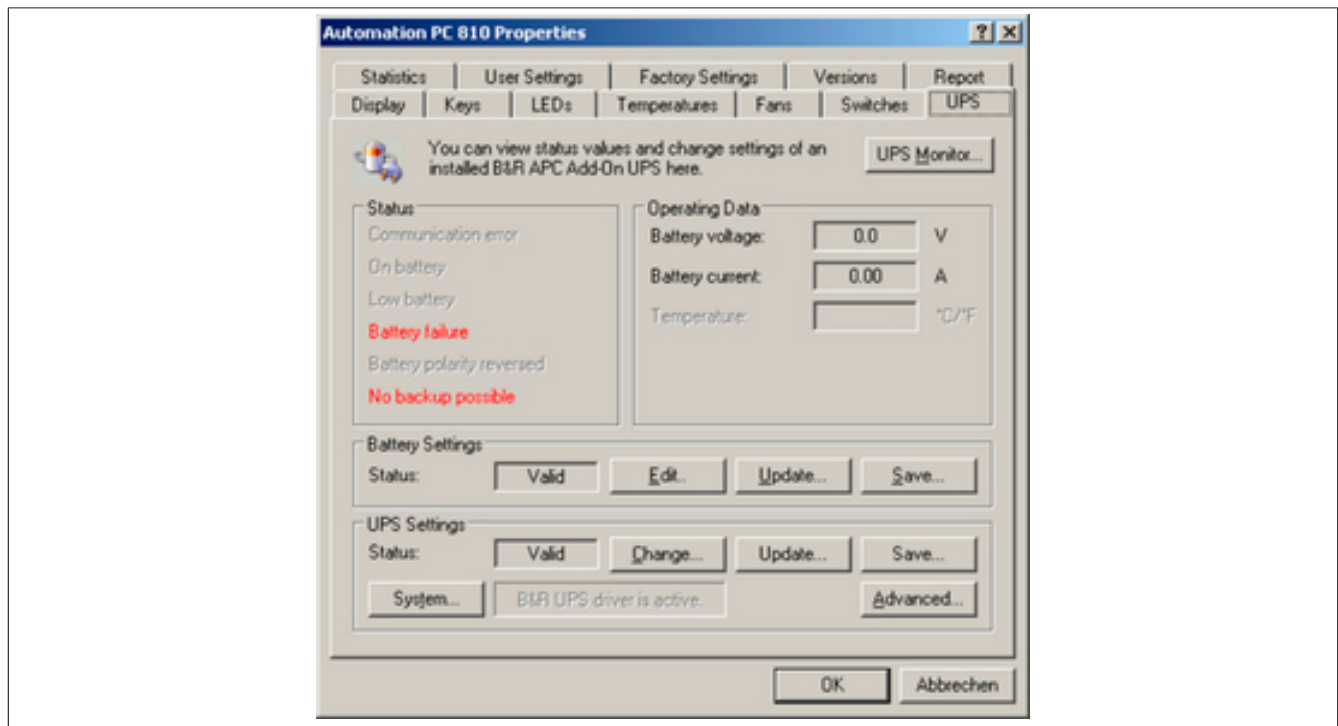 Automation PC 810 Properties
Statistics User Settings Factory Settings Versions Report
Display Keys LEDs Temperatures Fans Switches UPS
You can view status values and change settings of an
installed B&R APC Add-On UPS here.
UPS Monitor...
Status
Communication error
On battery
Low battery
Battery failure
Battery polarity reversed
No backup possible
Operating Data
Battery voltage: 0.0 V
Battery current: 0.00 A
Temperature: °C/°F
Battery Settings
Status: Valid Edit... Update... Save...
UPS Settings
Status: Valid Change... Update... Save...
System... B&R UPS driver is active. Advanced...
OK Abbrechen